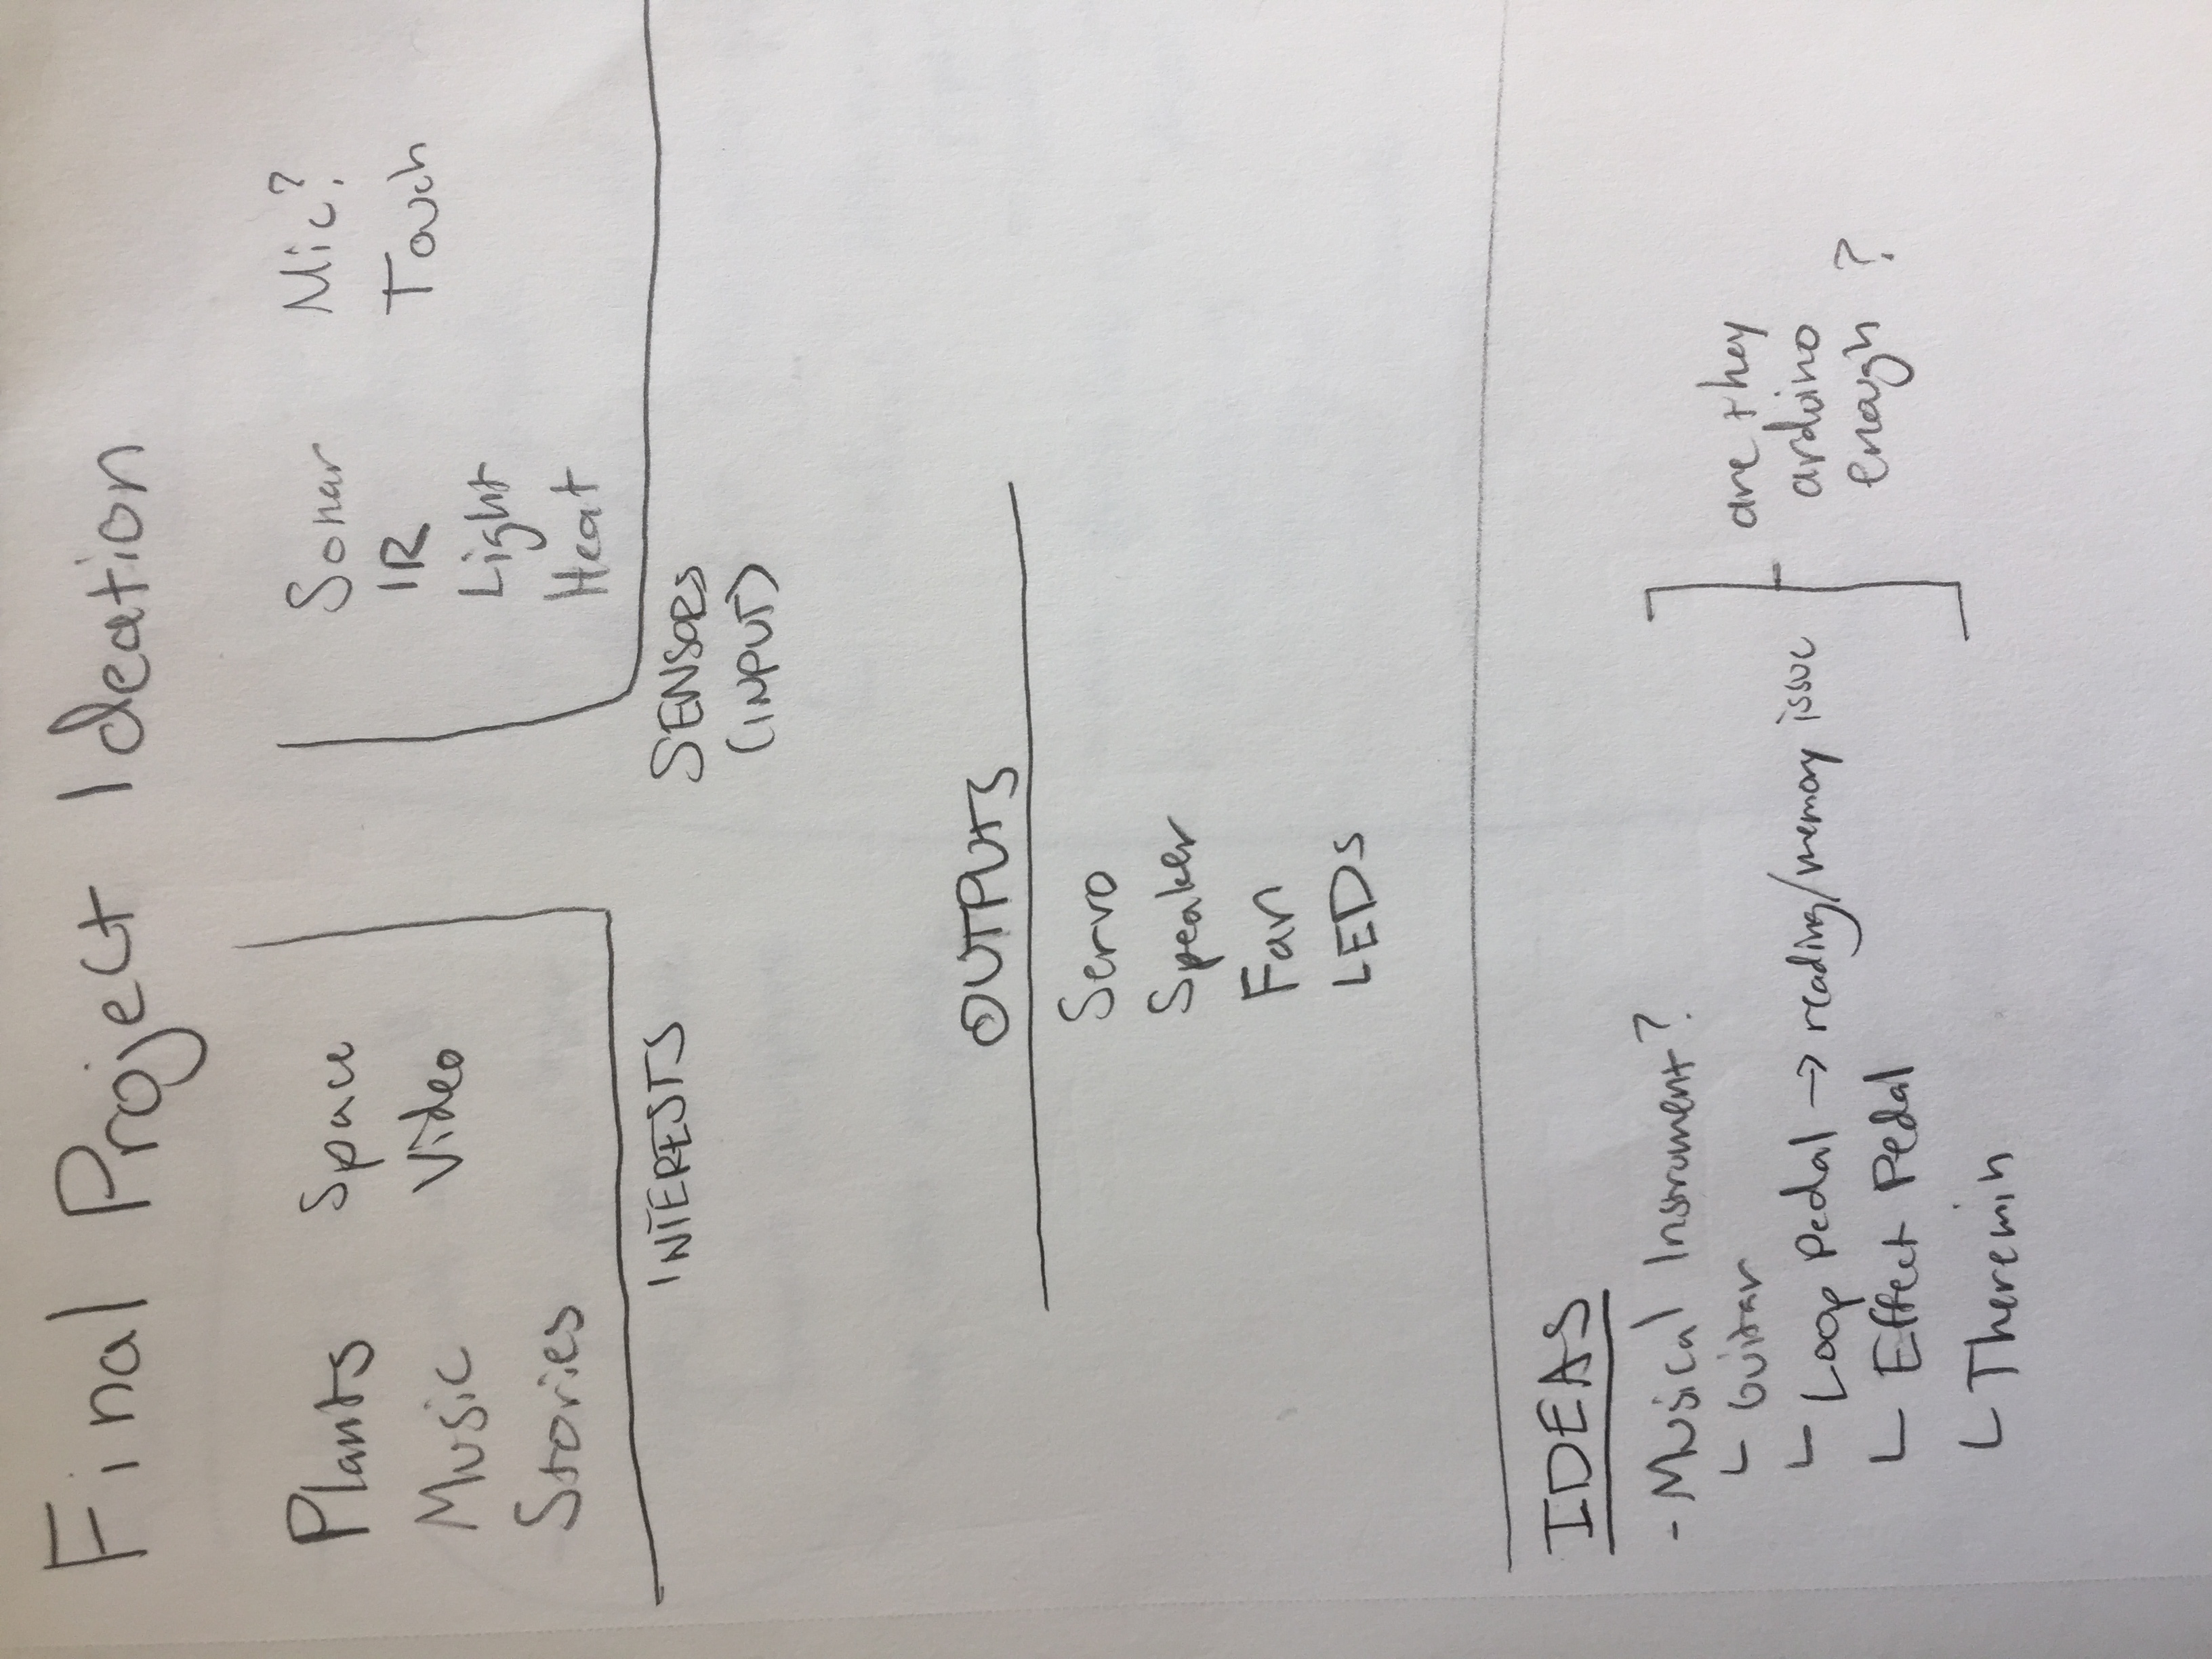 Final Project Ideation
Plants Space
Music Video
Stories
INTERESTS
Sonar Mic?
IR Touch
Light
Heat
SENSORS
(INPUT)
OUTPUTS
Servo
Speaker
Fan
LEDs
IDEAS
- Musical Instrument?
└ Guitar
└ Loop Pedal → reading/memory issue
└ Effect Pedal
└ Theremin
are they
arduino
enough ?